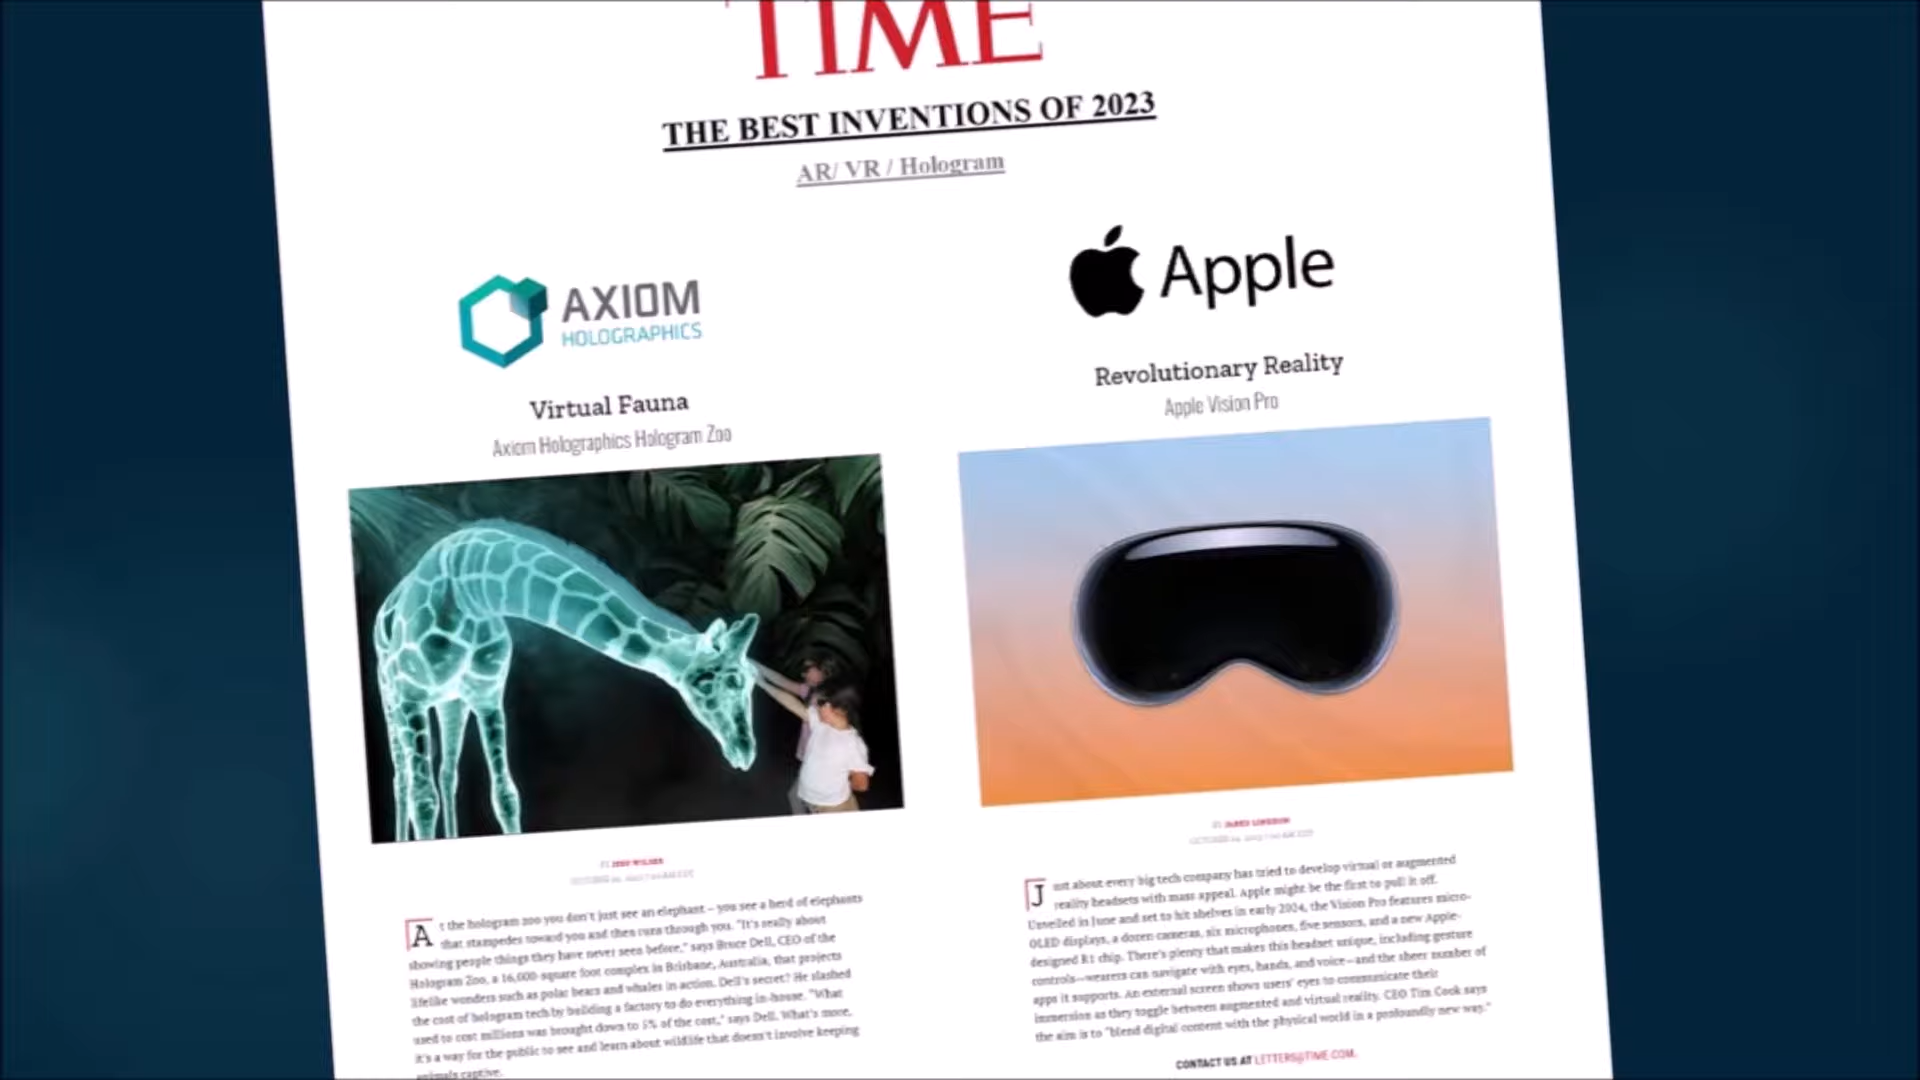 TIME
THE BEST INVENTIONS OF 2023
AR/ VR / Hologram
AXIOM
HOLOGRAPHICS
Virtual Fauna
Axiom Holographics Hologram Zoo
At the hologram zoo you don't just see an elephant – you see a herd of elephants
that stampedes toward you and then runs through you. "It's really about
showing people things they have never seen before," says Bruce Dell, CEO of the
Hologram Zoo, a 16,000-square foot complex in Brisbane, Australia, that projects
lifelike wonders such as polar bears and whales in action. Dell's secret? He slashed
the cost of hologram tech by building a factory to do everything in-house. "What
used to cost millions was brought down to 5% of the cost," says Dell. What's more,
it's a way for the public to see and learn about wildlife that doesn't involve keeping
animals captive.
Apple
Revolutionary Reality
Apple Vision Pro
Just about every big tech company has tried to develop virtual or augmented
reality headsets with mass appeal. Apple might be the first to pull it off.
Unveiled in June and set to hit shelves in early 2024, the Vision Pro features micro-
OLED displays, a dozen cameras, six microphones, five sensors, and a new Apple-
designed R1 chip. There's plenty that makes this headset unique, including gesture
controls—wearers can navigate with eyes, hands, and voice—and the sheer number of
apps it supports. An external screen shows users' eyes to communicate their
immersion as they toggle between augmented and virtual reality. CEO Tim Cook says
the aim is to "blend digital content with the physical world in a profoundly new way."
CONTACT US AT LETTERS@TIME.COM.